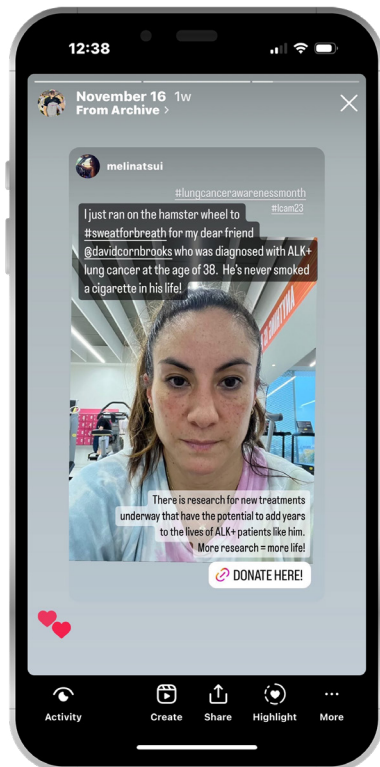 12:38
November 16 1w
From Archive >
melinatsui
#lungcancerawarenessmonth
#lcam23
I just ran on the hamster wheel to
#sweatforbreath for my dear friend
@davidcornbrooks who was diagnosed with ALK+
lung cancer at the age of 38. He's never smoked
a cigarette in his life!
ANYTIME
There is research for new treatments
underway that have the potential to add years
to the lives of ALK+ patients like him.
More research = more life!
DONATE HERE!
Activity
Create
Share
Highlight
More